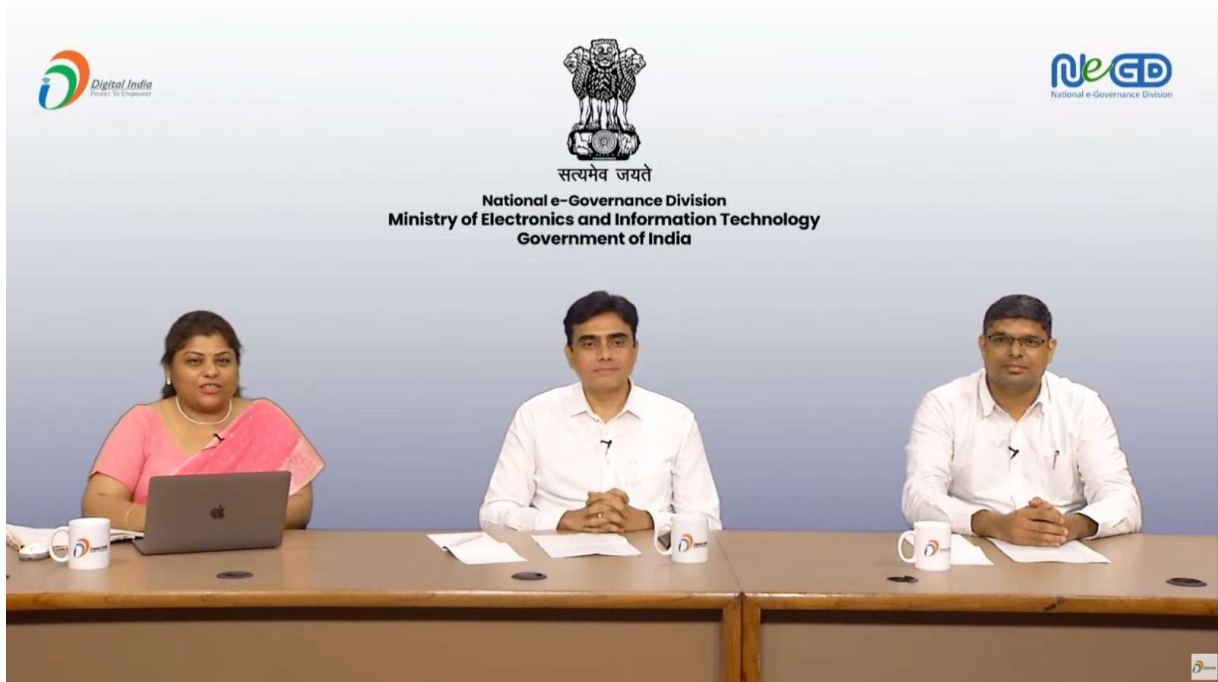 Digital India
Power To Empower
NeGD
National e-Governance Division
सत्यमेव जयते
National e-Governance Division
Ministry of Electronics and Information Technology
Government of India